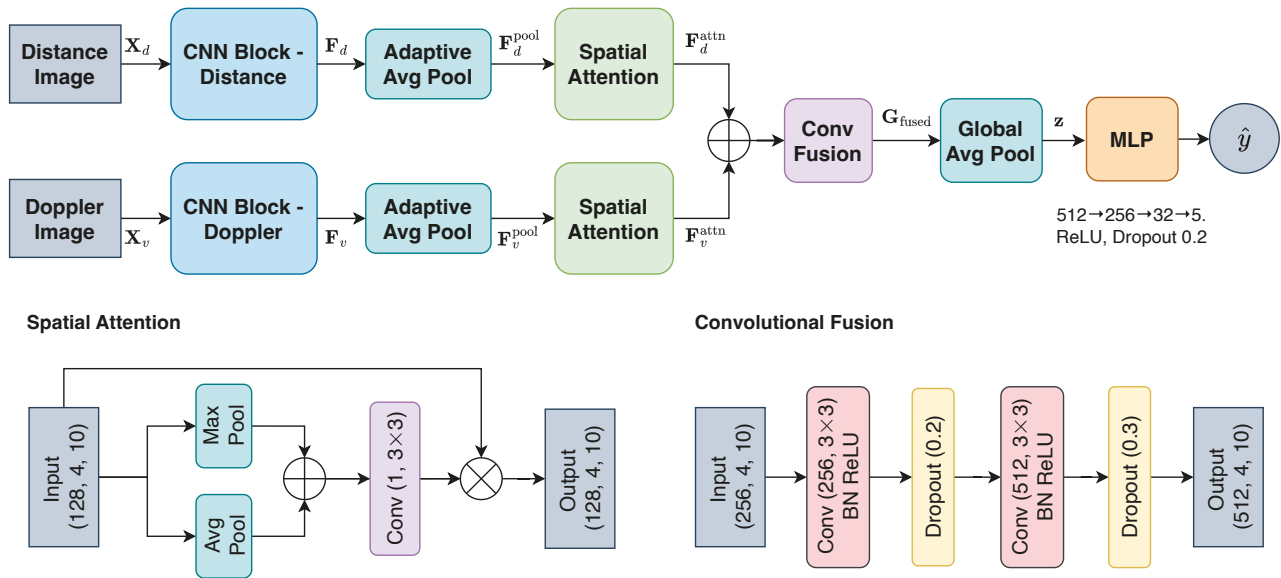 Distance
Image
X_d
CNN Block -
Distance
F_d
Adaptive
Avg Pool
F_d^pool
Spatial
Attention
F_d^attn
Doppler
Image
X_v
CNN Block -
Doppler
F_v
Adaptive
Avg Pool
F_v^pool
Spatial
Attention
F_v^attn
Conv
Fusion
G_fused
Global
Avg Pool
z
MLP
ŷ
512→256→32→5.
ReLU, Dropout 0.2
Spatial Attention
Input
(128, 4, 10)
Max
Pool
Avg
Pool
Conv (1, 3×3)
Output
(128, 4, 10)
Convolutional Fusion
Input
(256, 4, 10)
Conv (256, 3×3)
BN ReLU
Dropout (0.2)
Conv (512, 3×3)
BN ReLU
Dropout (0.3)
Output
(512, 4, 10)